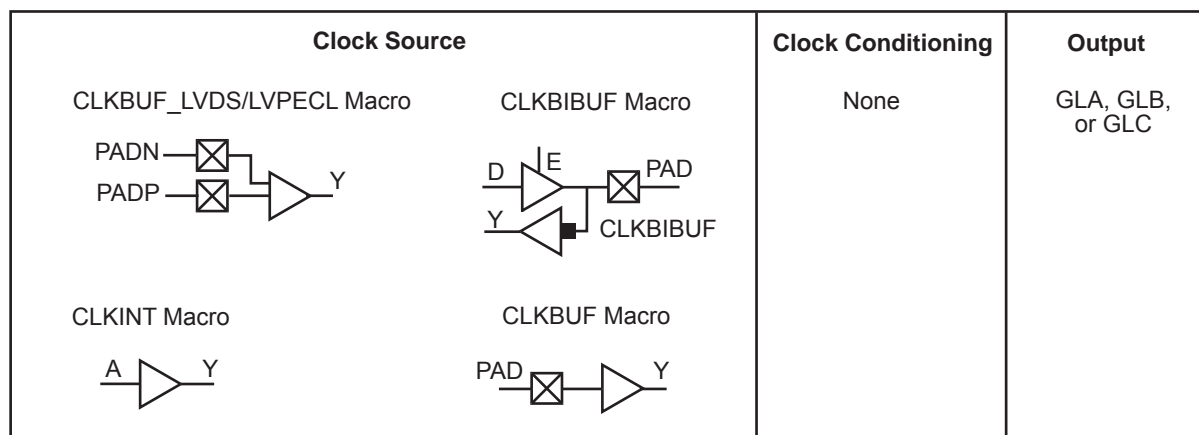 Clock Source
Clock Conditioning
Output
CLKBUF_LVDS/LVPECL Macro
CLKBIBUF Macro
None
GLA, GLB,
or GLC
PADN
PADP
Y
D
E
PAD
Y
CLKBIBUF
CLKINT Macro
CLKBUF Macro
A
Y
PAD
Y